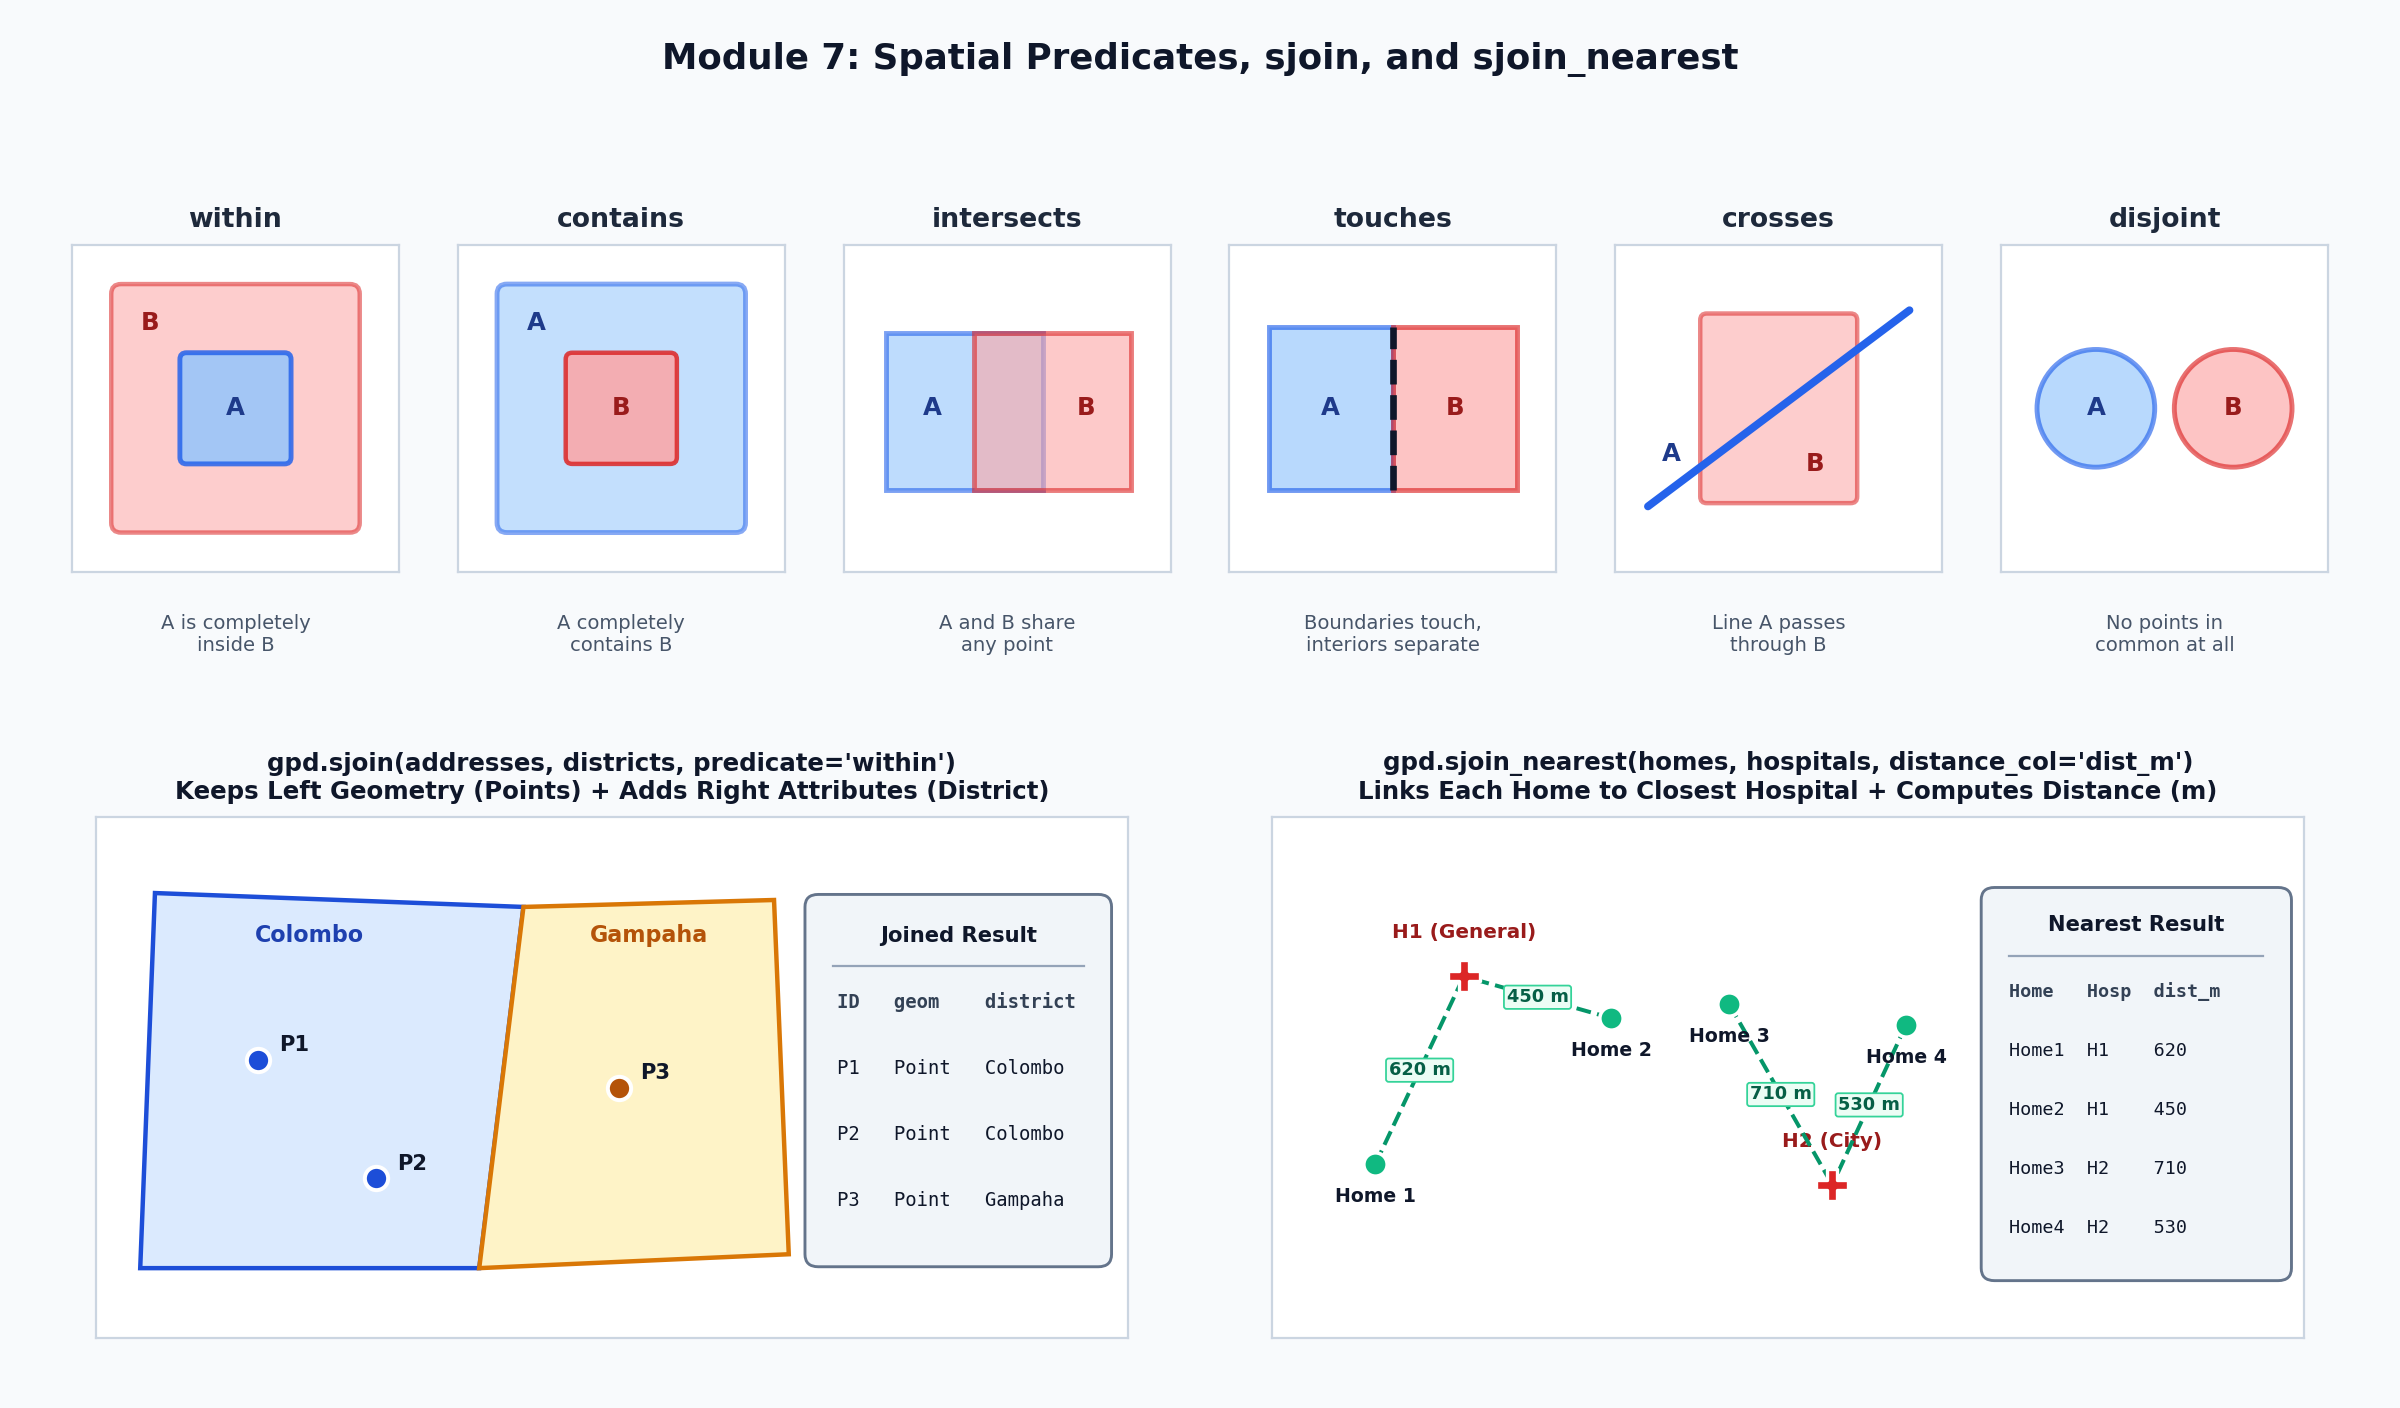 Module 7: Spatial Predicates, sjoin, and sjoin_nearest
within
B
A
A is completely
inside B
contains
A
B
A completely
contains B
intersects
A
B
A and B share
any point
touches
A
B
Boundaries touch,
interiors separate
crosses
A
B
Line A passes
through B
disjoint
A
B
No points in
common at all
gpd.sjoin(addresses, districts, predicate='within')
Keeps Left Geometry (Points) + Adds Right Attributes (District)
Colombo
Gampaha
P1
P2
P3
Joined Result
ID geom district
P1 Point Colombo
P2 Point Colombo
P3 Point Gampaha
gpd.sjoin_nearest(homes, hospitals, distance_col='dist_m')
Links Each Home to Closest Hospital + Computes Distance (m)
H1 (General)
450 m
Home 2
620 m
Home 1
Home 3
Home 4
710 m
530 m
H2 (City)
Nearest Result
Home Hosp dist_m
Home1 H1 620
Home2 H1 450
Home3 H2 710
Home4 H2 530